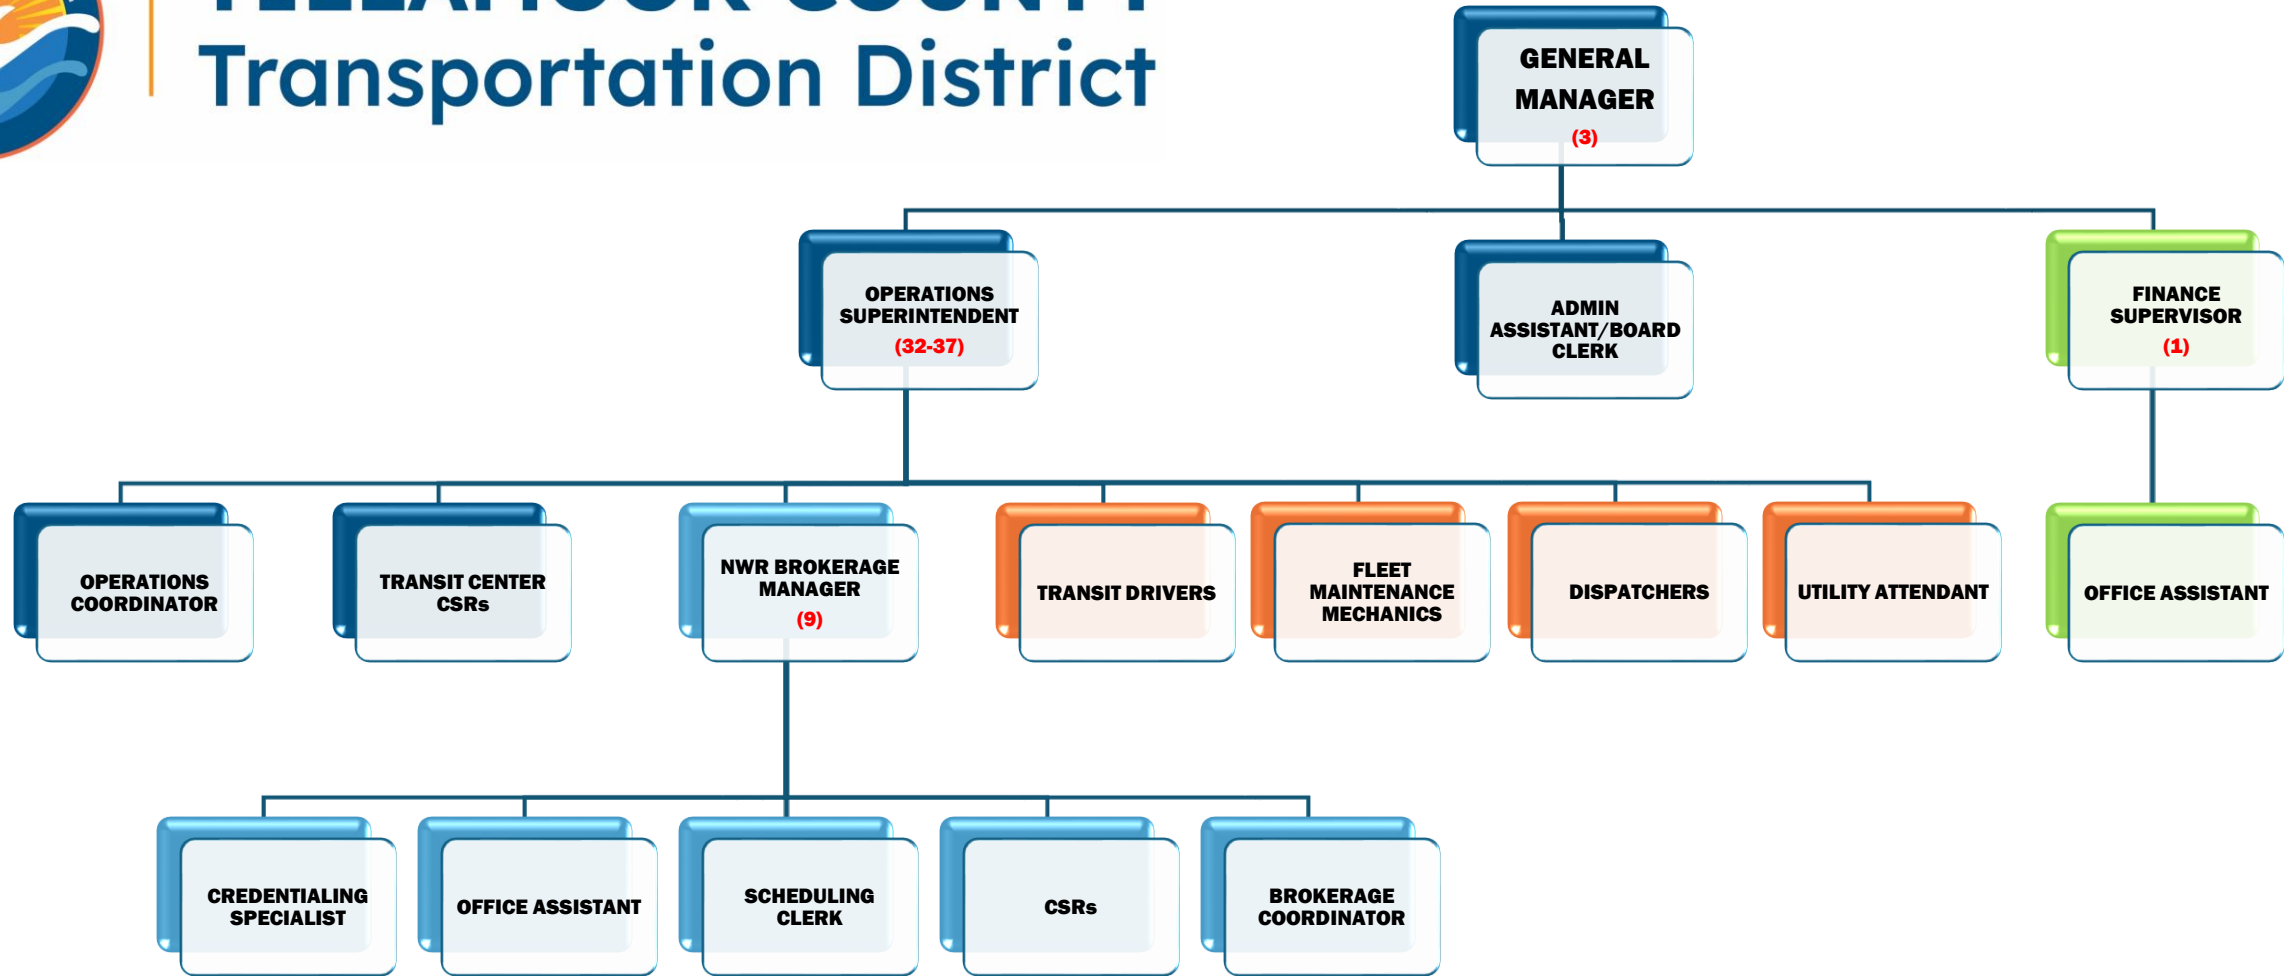 TILLAMOOK COUNTY
Transportation District
GENERAL
MANAGER
(3)
OPERATIONS
SUPERINTENDENT
(32-37)
ADMIN
ASSISTANT/BOARD
CLERK
FINANCE
SUPERVISOR
(1)
OPERATIONS
COORDINATOR
TRANSIT CENTER
CSRs
NWR BROKERAGE
MANAGER
(9)
TRANSIT DRIVERS
FLEET
MAINTENANCE
MECHANICS
DISPATCHERS
UTILITY ATTENDANT
OFFICE ASSISTANT
CREDENTIALING
SPECIALIST
OFFICE ASSISTANT
SCHEDULING
CLERK
CSRs
BROKERAGE
COORDINATOR